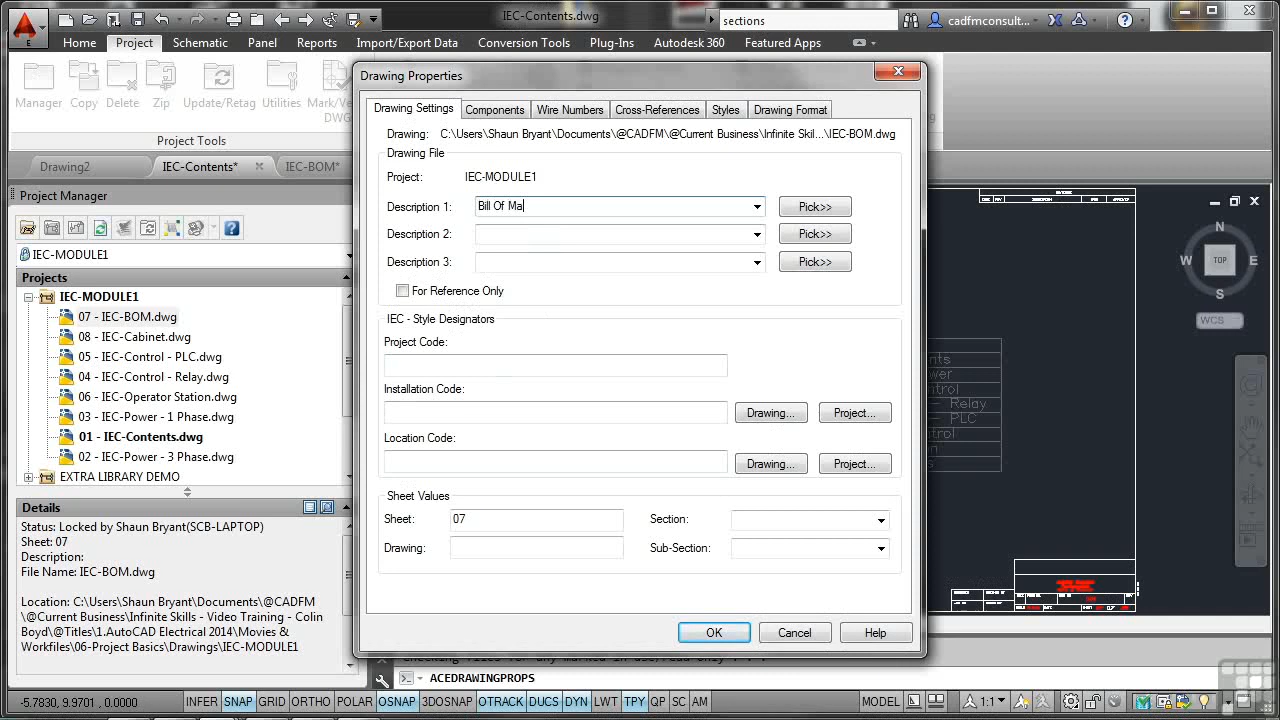 IEC-Contents.dwg
sections
cadfmconsult...
E
Home Project Schematic Panel Reports Import/Export Data Conversion Tools Plug-Ins Autodesk 360 Featured Apps
Manager Copy Delete Zip Update/Retag Utilities Mark/Ve
DWG
Project Tools
Drawing2 IEC-Contents* IEC-BOM*
Project Manager
IEC-MODULE1
Projects
IEC-MODULE1
07 - IEC-BOM.dwg
08 - IEC-Cabinet.dwg
05 - IEC-Control - PLC.dwg
04 - IEC-Control - Relay.dwg
06 - IEC-Operator Station.dwg
03 - IEC-Power - 1 Phase.dwg
01 - IEC-Contents.dwg
02 - IEC-Power - 3 Phase.dwg
EXTRA LIBRARY DEMO
Details
Status: Locked by Shaun Bryant(SCB-LAPTOP)
Sheet: 07
Description:
File Name: IEC-BOM.dwg
Location: C:\Users\Shaun Bryant\Documents\@CADFM
\@Current Business\Infinite Skills - Video Training - Colin
Boyd\@Titles\1.AutoCAD Electrical 2014\Movies &
Workfiles\06-Project Basics\Drawings\IEC-MODULE1
Drawing Properties
Drawing Settings Components Wire Numbers Cross-References Styles Drawing Format
Drawing: C:\Users\Shaun Bryant\Documents\@CADFM\@Current Business\Infinite Skil...\IEC-BOM.dwg
Drawing File
Project: IEC-MODULE1
Description 1: Bill Of Ma Pick>>
Description 2: Pick>>
Description 3: Pick>>
For Reference Only
IEC - Style Designators
Project Code:
Installation Code:
Drawing... Project...
Location Code:
Drawing... Project...
Sheet Values
Sheet: 07 Section:
Drawing: Sub-Section:
OK Cancel Help
N
W TOP E
S
WCS
nts
wer
ntrol
- Relay
- PLC
ntrol
n
s
ACEDRAWINGPROPS
-5.7830, 9.9701 , 0.0000 INFER SNAP GRID ORTHO POLAR OSNAP 3DOSNAP OTRACK DUCS DYN LWT TPY QP SC AM MODEL 1:1